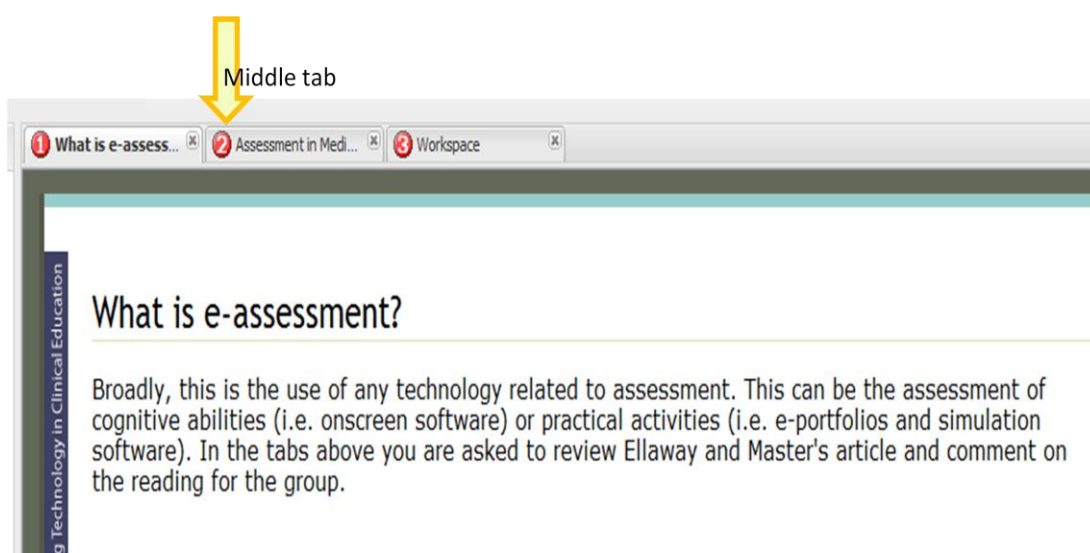 Middle tab
1 What is e-assess... x 2 Assessment in Medi... x 3 Workspace x
g Technology in Clinical Education
What is e-assessment?
Broadly, this is the use of any technology related to assessment. This can be the assessment of
cognitive abilities (i.e. onscreen software) or practical activities (i.e. e-portfolios and simulation
software). In the tabs above you are asked to review Ellaway and Master's article and comment on
the reading for the group.